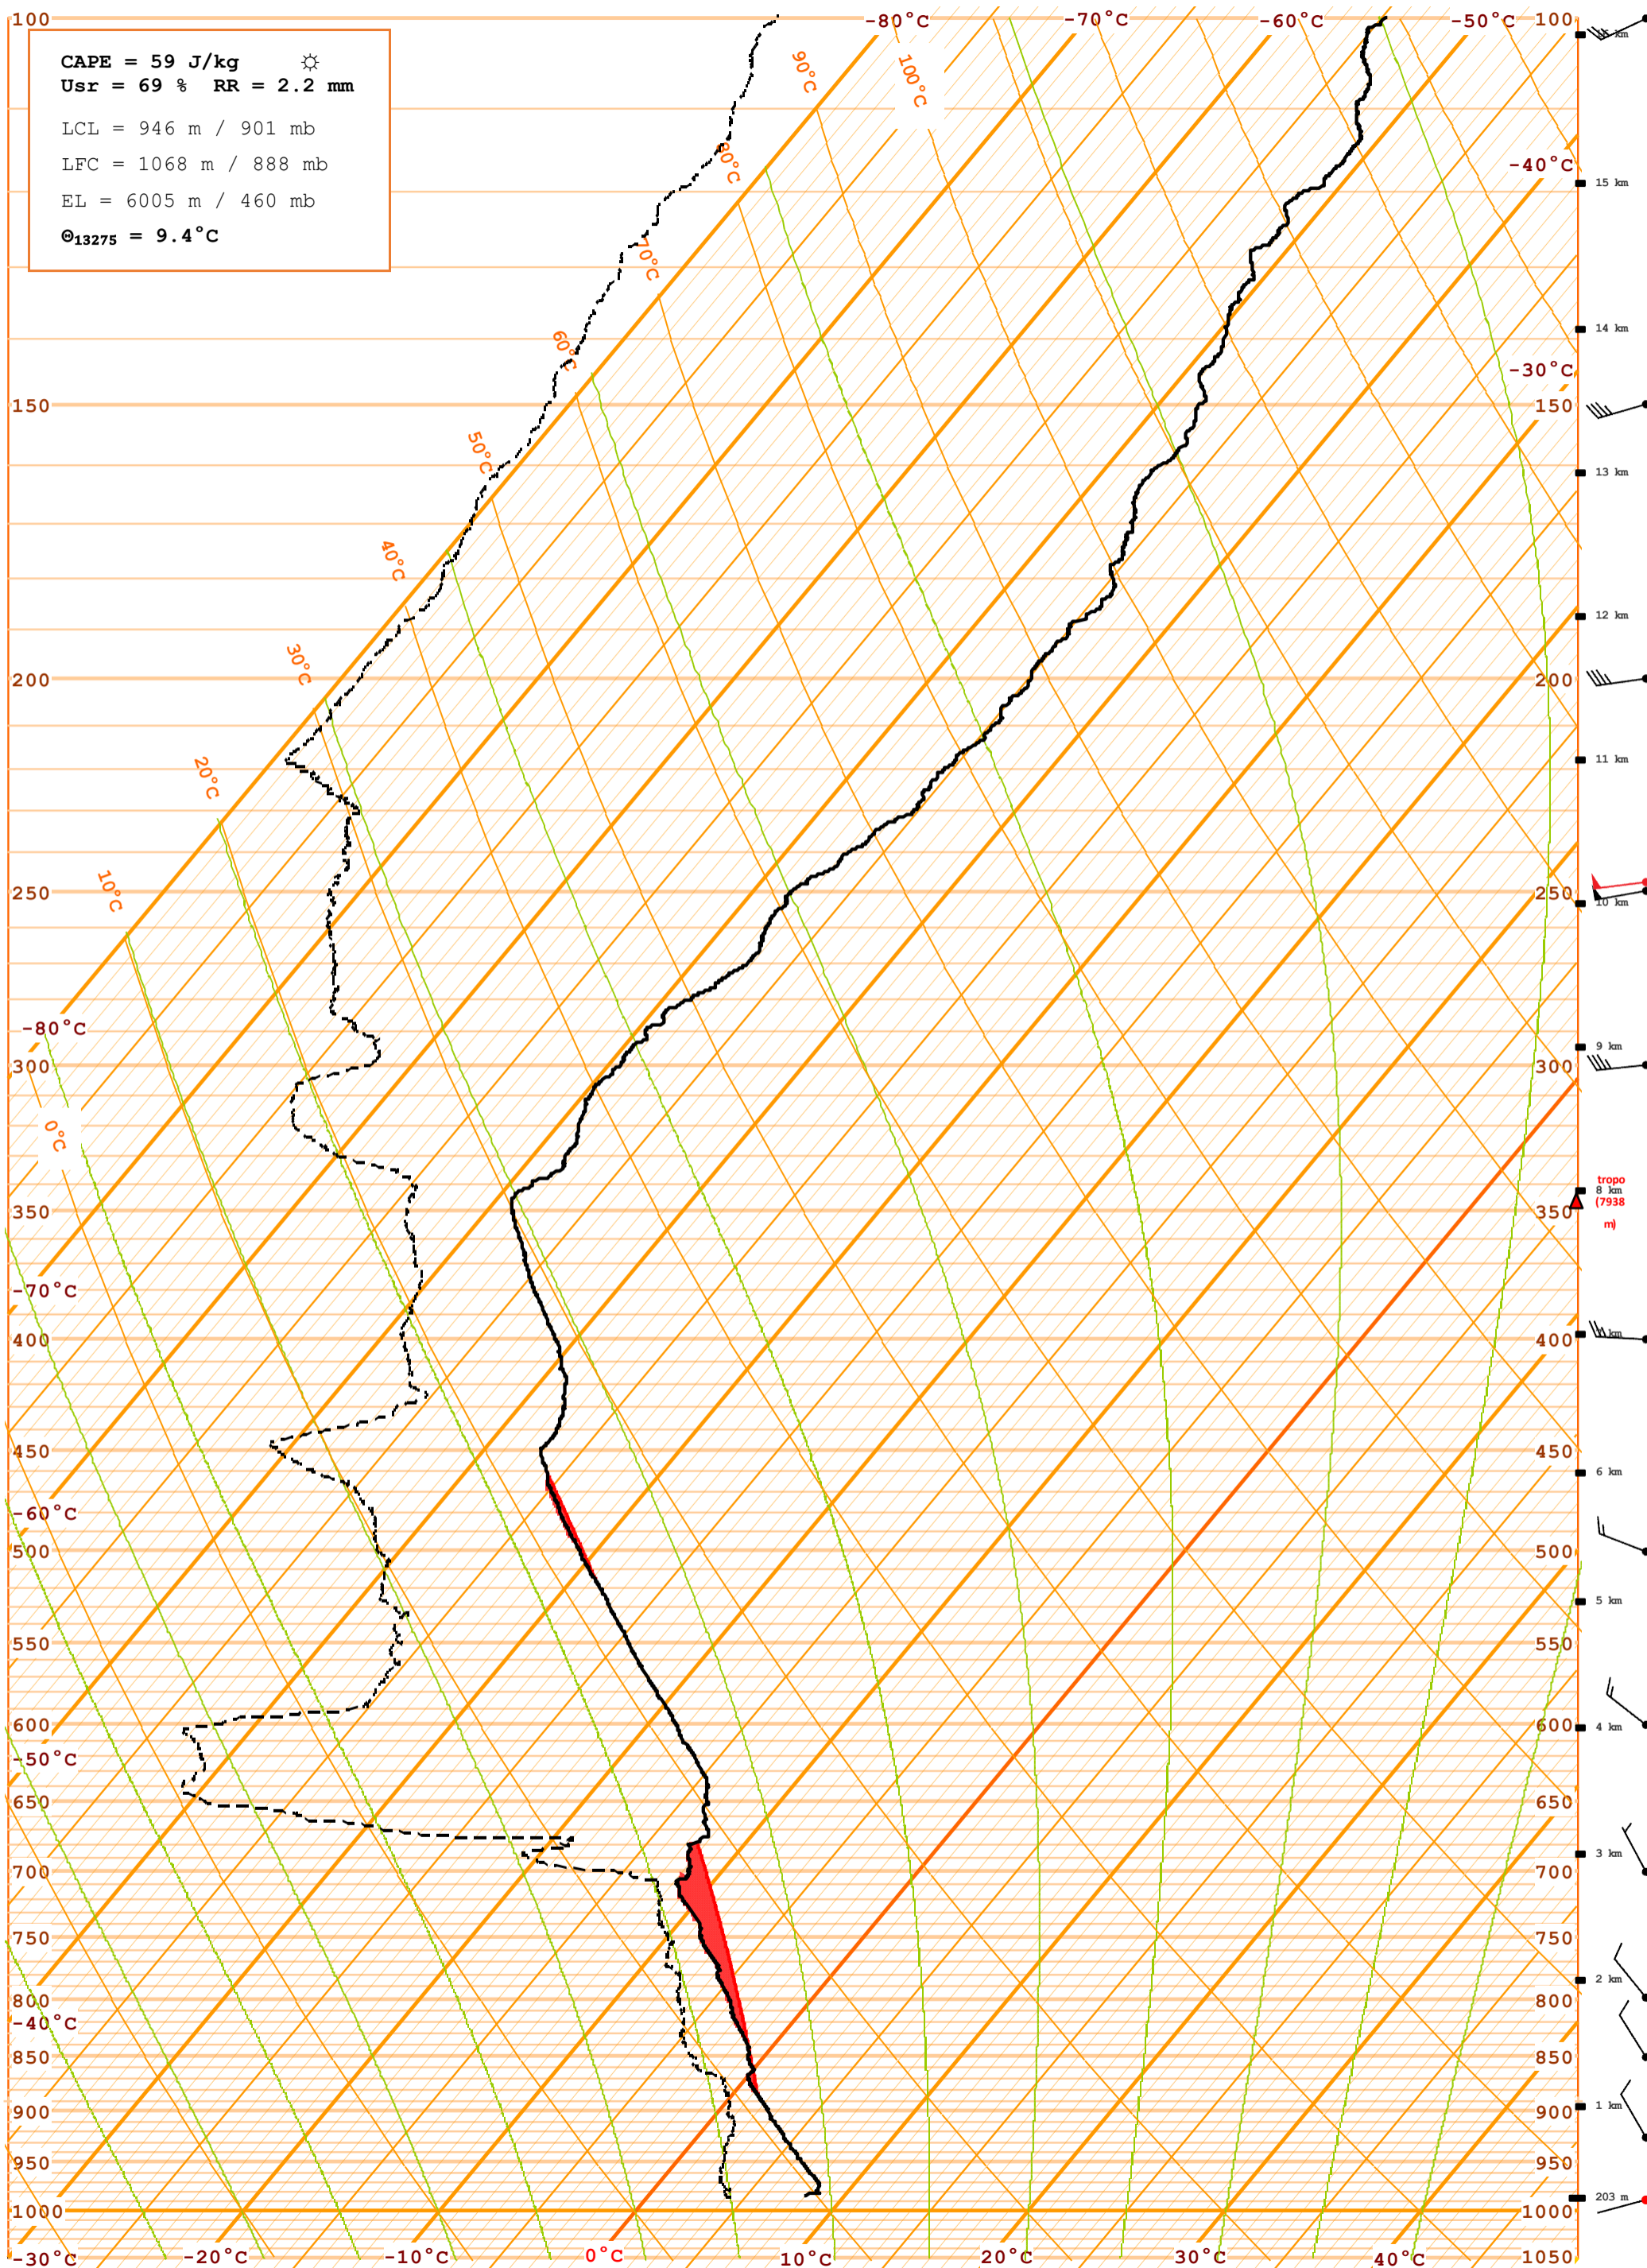 100
-80°C
-70°C
-60°C
-50°C
100
CAPE = 59 J/kg ☼
Usr = 69 % RR = 2.2 mm
LCL = 946 m / 901 mb
LFC = 1068 m / 888 mb
EL = 6005 m / 460 mb
Θ13275 = 9.4°C
90°C
100°C
80°C
-40°C
15 km
70°C
14 km
60°C
-30°C
150
150
50°C
13 km
40°C
12 km
30°C
200
200
20°C
11 km
10°C
250
250
10 km
-80°C
9 km
300
300
0°C
tropo
8 km
(7938
m)
350
350
-70°C
400
400
km
450
450
6 km
-60°C
500
500
5 km
550
550
600
600
4 km
-50°C
650
650
700
700
3 km
750
750
2 km
800
800
-40°C
850
850
900
900
1 km
950
950
203 m
1000
1000
-30°C
-20°C
-10°C
0°C
10°C
20°C
30°C
40°C
1050